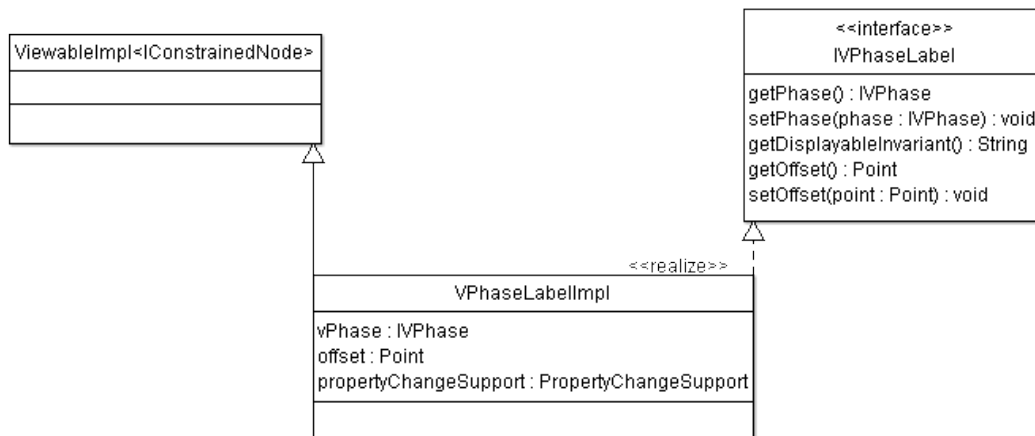 ViewableImpl<IConstrainedNode>
<<interface>>
IVPhaseLabel
getPhase() : IVPhase
setPhase(phase : IVPhase) : void
getDisplayableInvariant() : String
getOffset() : Point
setOffset(point : Point) : void
<<realize>>
VPhaseLabelImpl
vPhase : IVPhase
offset : Point
propertyChangeSupport : PropertyChangeSupport